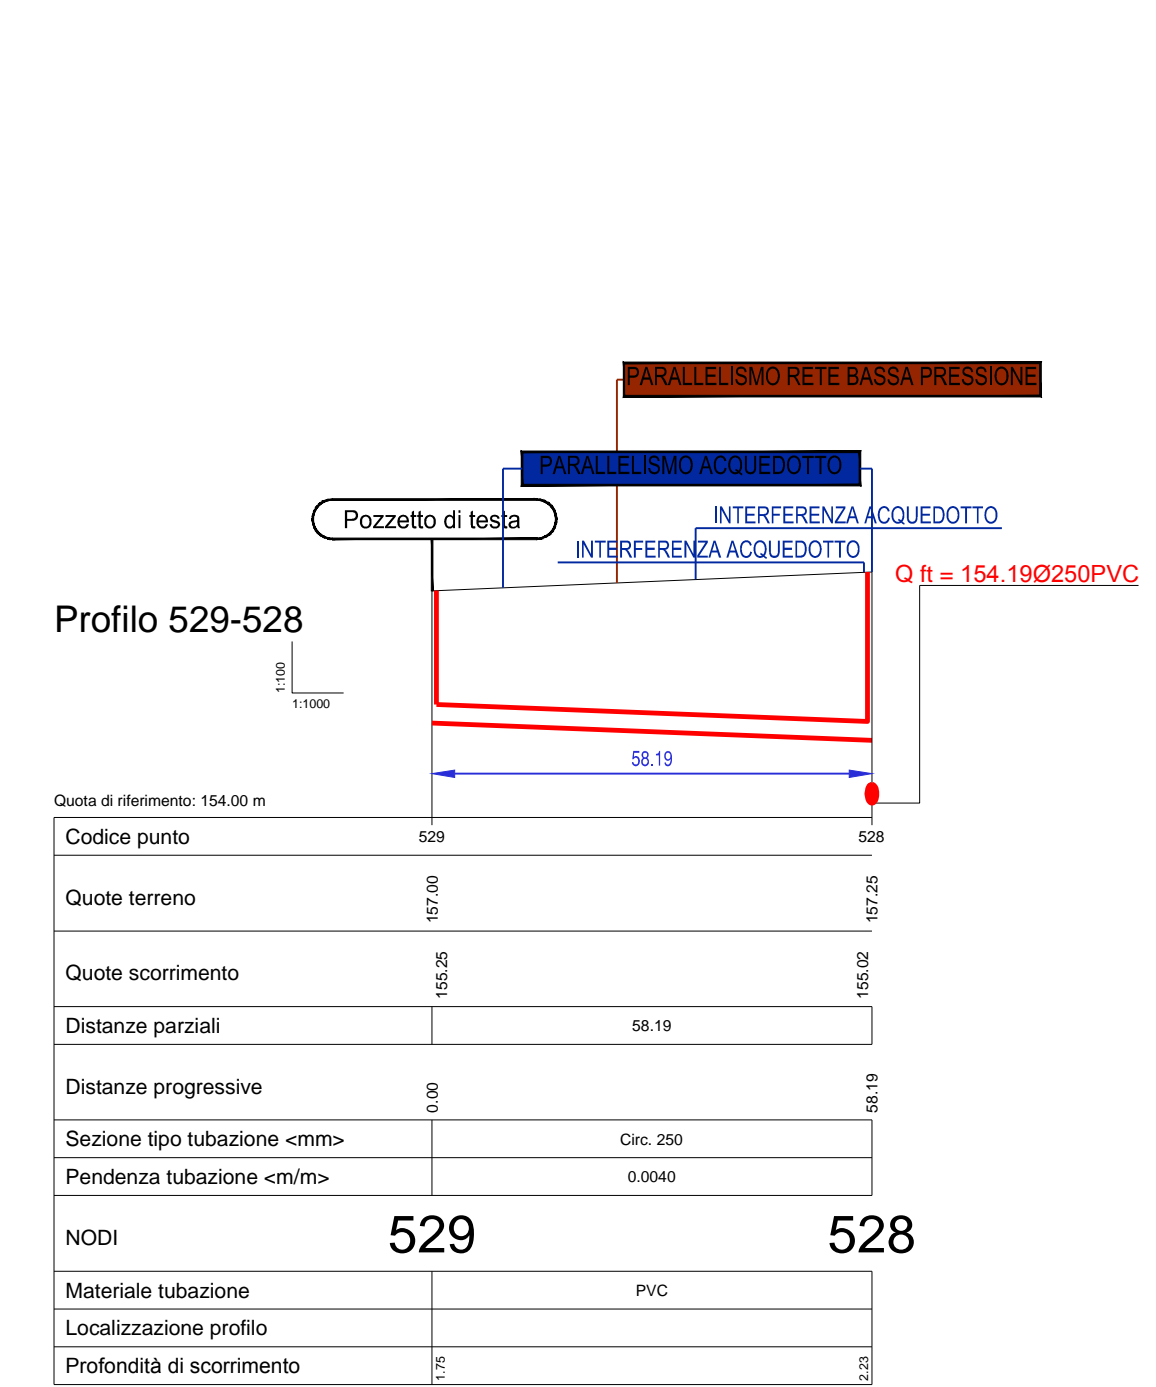 PARALLELISMO RETE BASSA PRESSIONE
PARALLELISMO ACQUEDOTTO
Pozzetto di testa
INTERFERENZA ACQUEDOTTO
INTERFERENZA ACQUEDOTTO
Q ft = 154.19Ø250PVC
Profilo 529-528
1:100
1:1000
58.19
Quota di riferimento: 154.00 m
Codice punto 529 528
Quote terreno 157.00 157.25
Quote scorrimento 155.25 155.02
Distanze parziali 58.19
Distanze progressive 0.00 58.19
Sezione tipo tubazione <mm> Circ. 250
Pendenza tubazione <m/m> 0.0040
NODI 529 528
Materiale tubazione PVC
Localizzazione profilo
Profondità di scorrimento 1.75 2.23